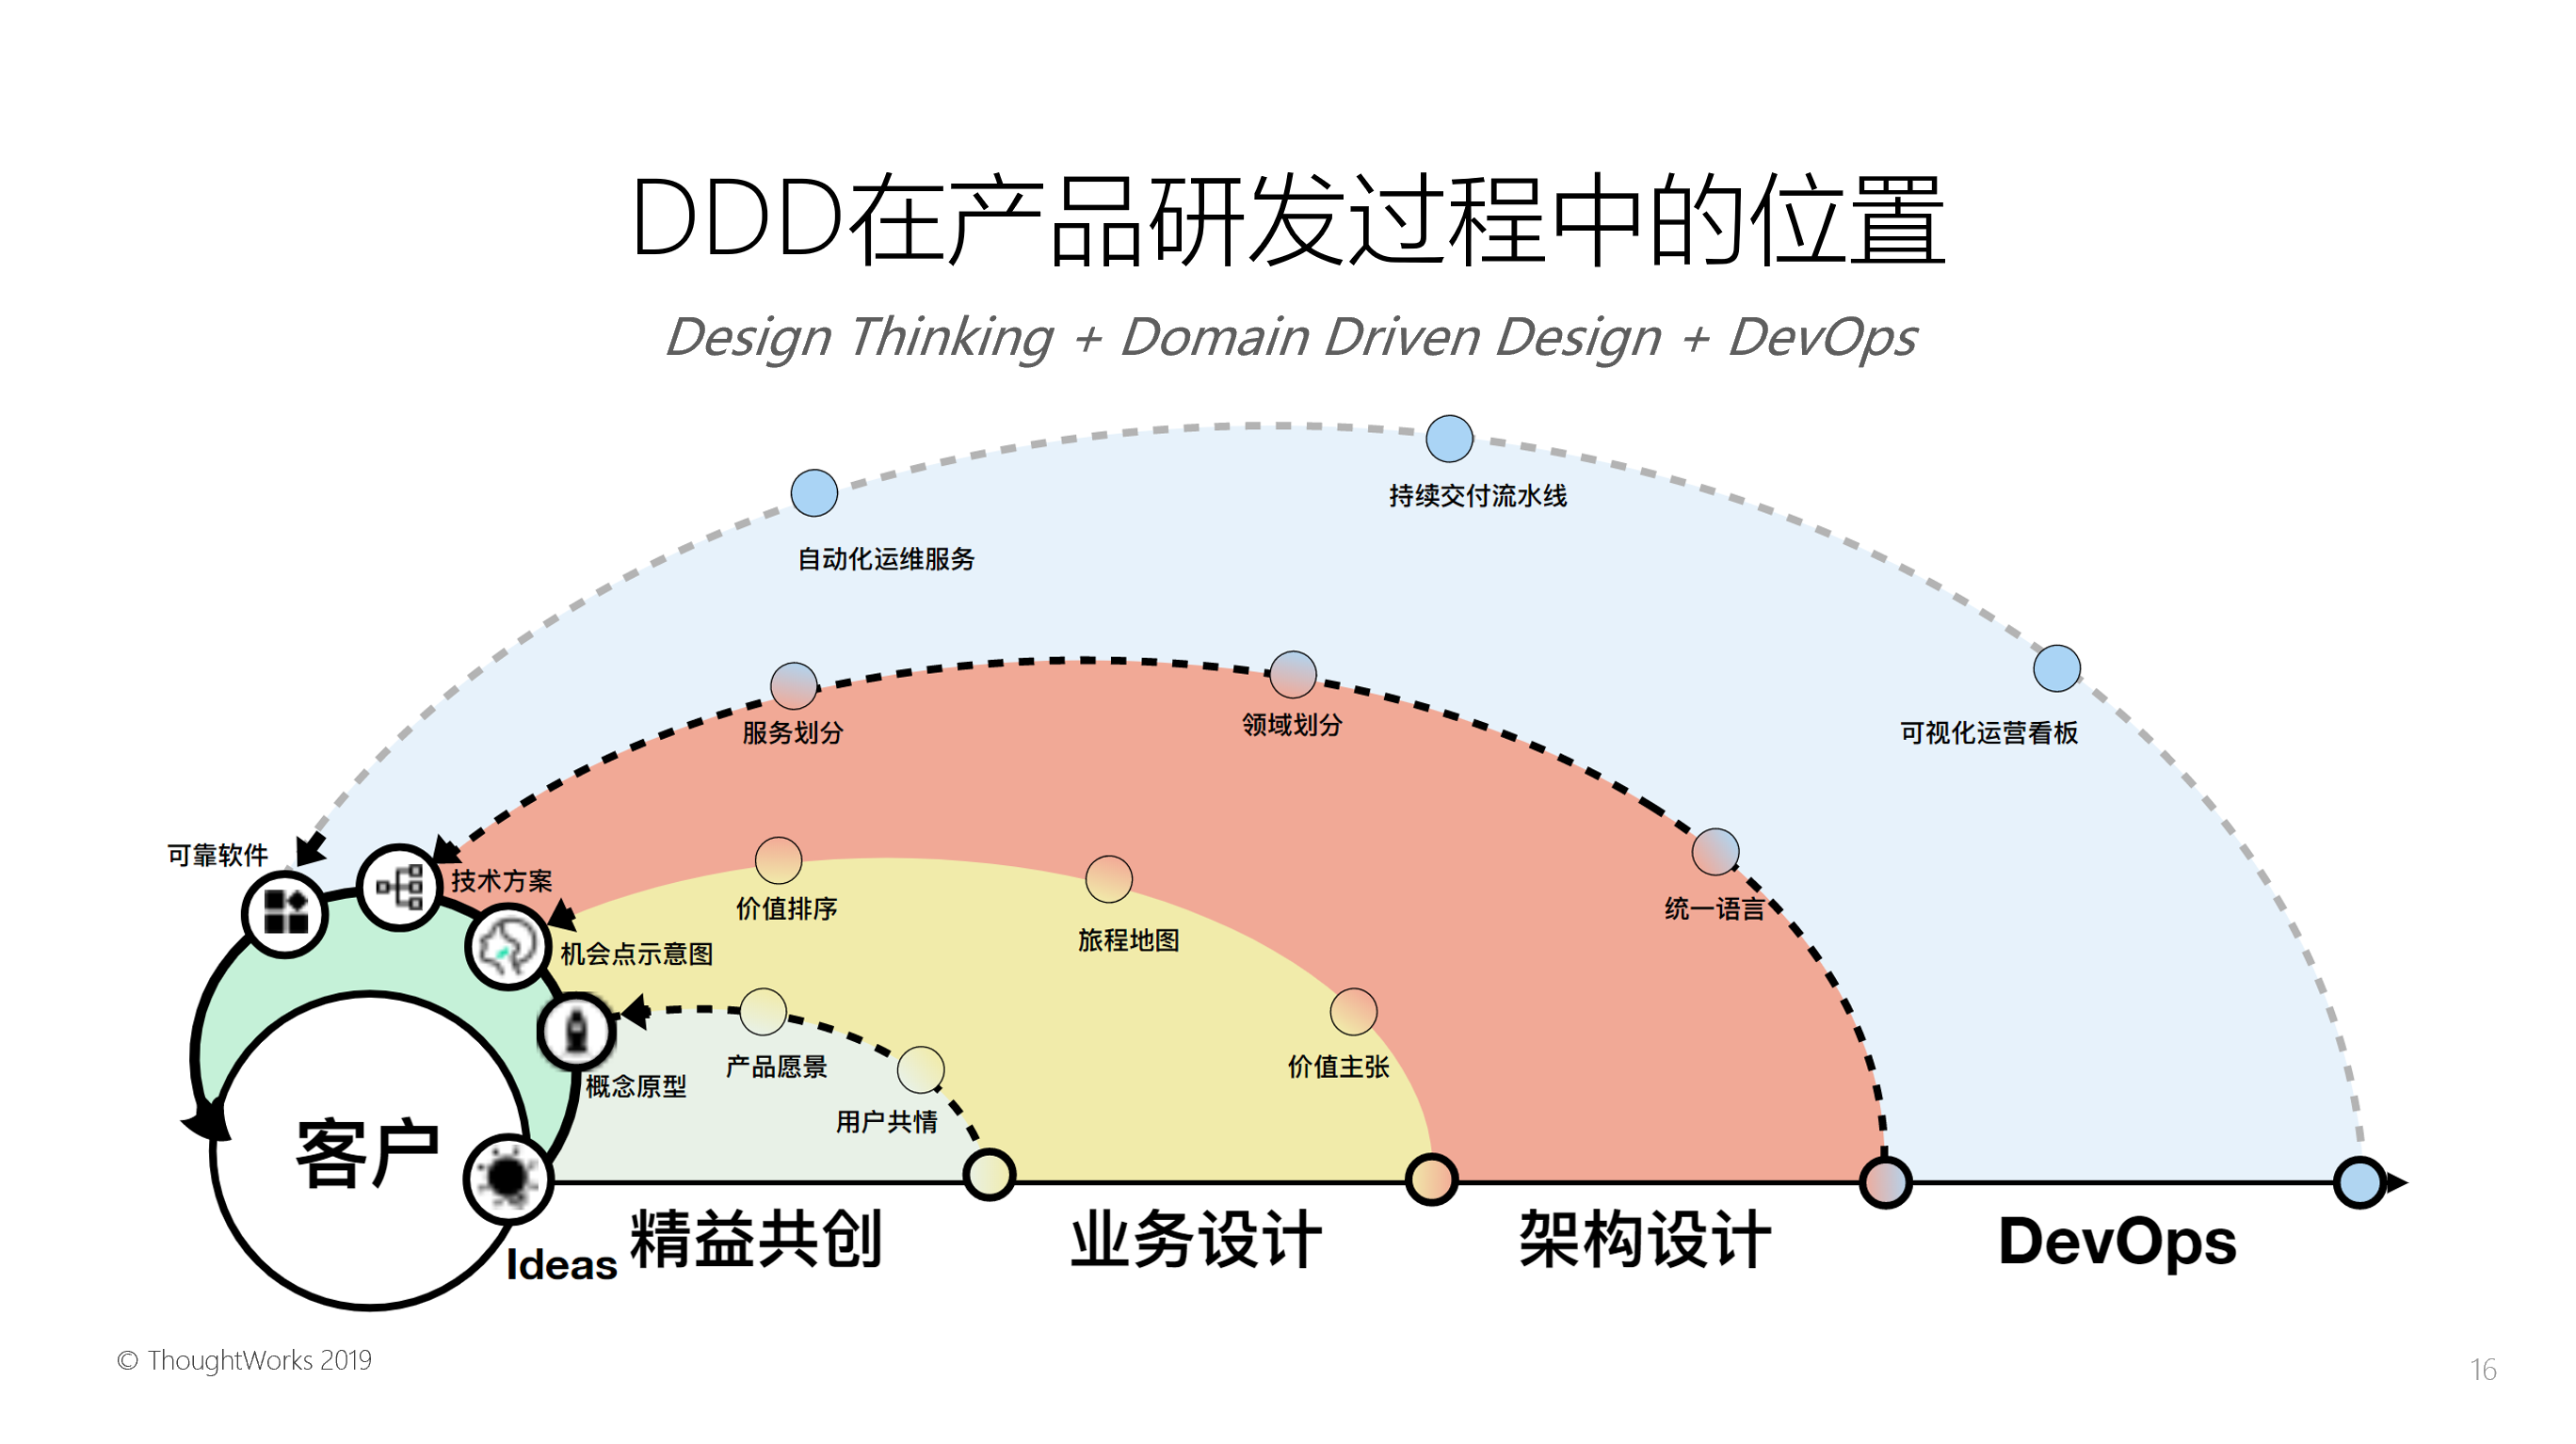 DDD在产品研发过程中的位置
Design Thinking + Domain Driven Design + DevOps
持续交付流水线
自动化运维服务
服务划分
领域划分
可视化运营看板
可靠软件
技术方案
价值排序
统一语言
机会点示意图
旅程地图
概念原型
产品愿景
价值主张
用户共情
客户
Ideas
精益共创
业务设计
架构设计
DevOps
© ThoughtWorks 2019
16